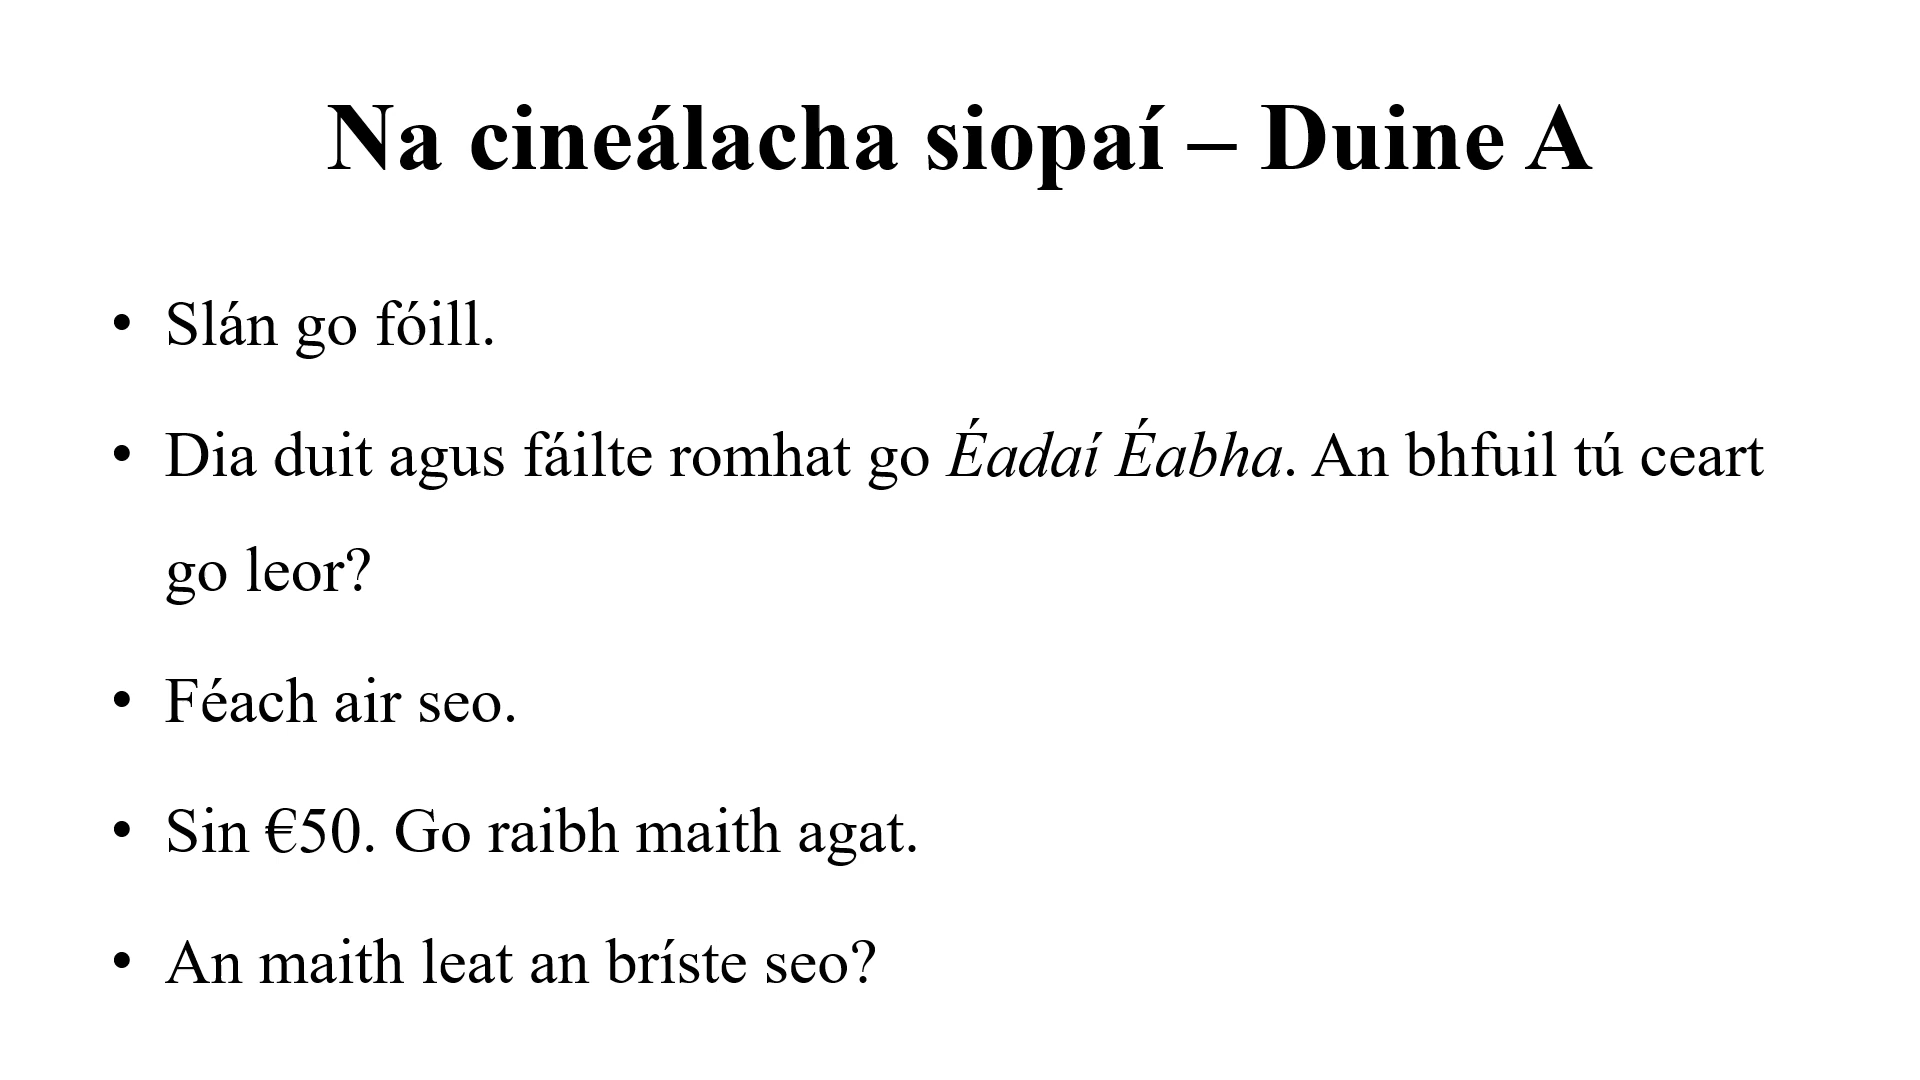 Na cineálacha siopaí – Duine A
• Slán go fóill.
• Dia duit agus fáilte romhat go Éadaí Éabha. An bhfuil tú ceart
go leor?
• Féach air seo.
• Sin €50. Go raibh maith agat.
• An maith leat an bríste seo?